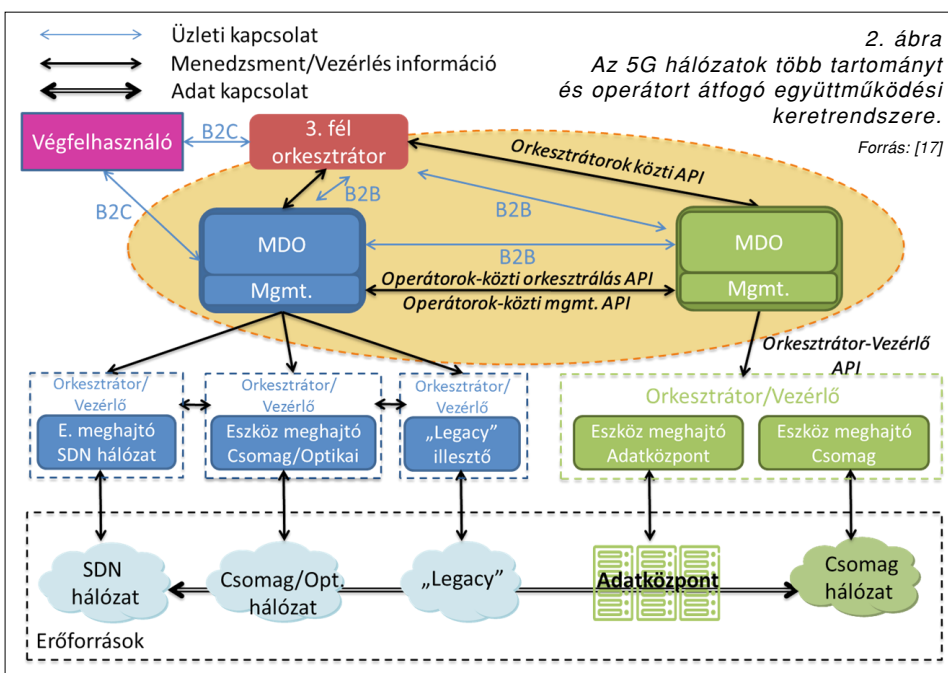 Üzleti kapcsolat
Menedzsment/Vezérlés információ
Adat kapcsolat
2. ábra
Az 5G hálózatok több tartományt
és operátort átfogó együttműködési
keretrendszere.
Forrás: [17]
Végfelhasználó
B2C
3. fél
orkesztrátor
Orkesztrátorok közti API
B2C
B2B
B2B
MDO
Mgmt.
B2B
MDO
Mgmt.
Operátorok-közti orkesztrálás API
Operátorok-közti mgmt. API
Orkesztrátor-Vezérlő
API
Orkesztrátor/
Vezérlő
E. meghajtó
SDN hálózat
Orkesztrátor/
Vezérlő
Eszköz meghajtó
Csomag/Optikai
Orkesztrátor/
Vezérlő
„Legacy”
illesztő
Orkesztrátor/Vezérlő
Eszköz meghajtó
Adatközpont
Eszköz meghajtó
Csomag
SDN
hálózat
Csomag/Opt.
hálózat
„Legacy”
Adatközpont
Csomag
hálózat
Erőforrások